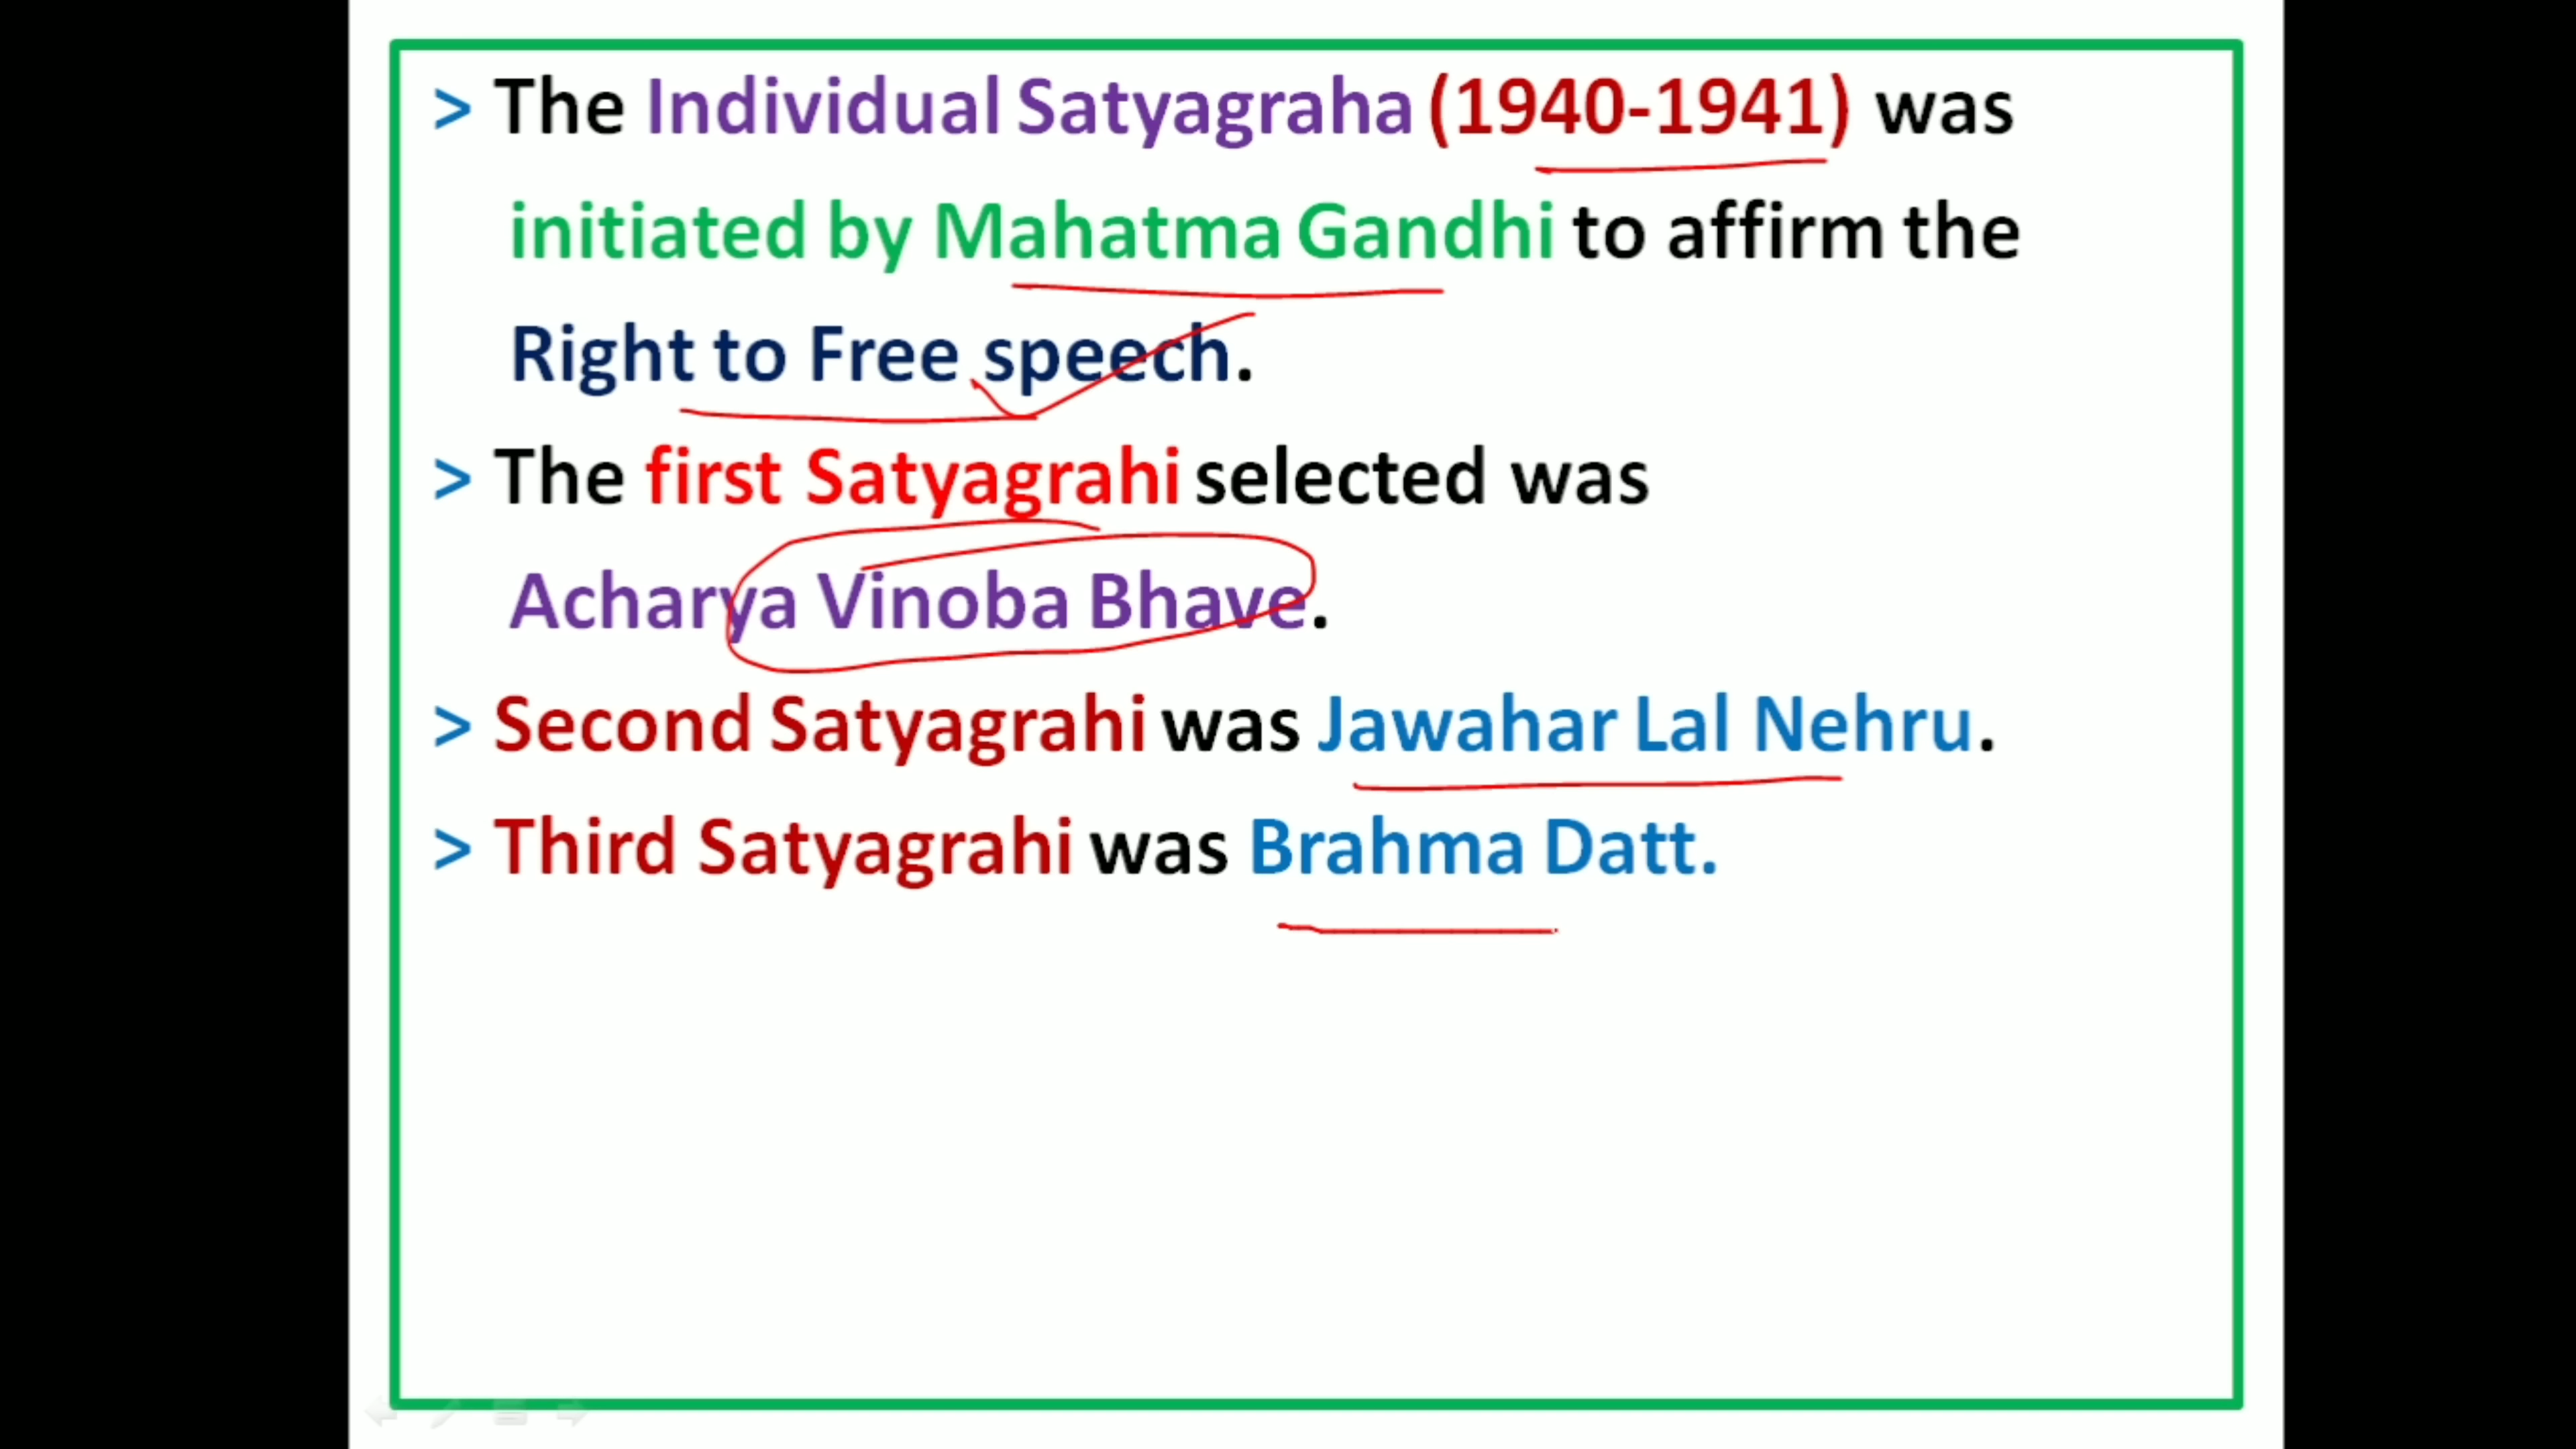 > The Individual Satyagraha (1940-1941) was
initiated by Mahatma Gandhi to affirm the
Right to Free speech.
> The first Satyagrahi selected was
Acharya Vinoba Bhave.
> Second Satyagrahi was Jawahar Lal Nehru.
> Third Satyagrahi was Brahma Datt.